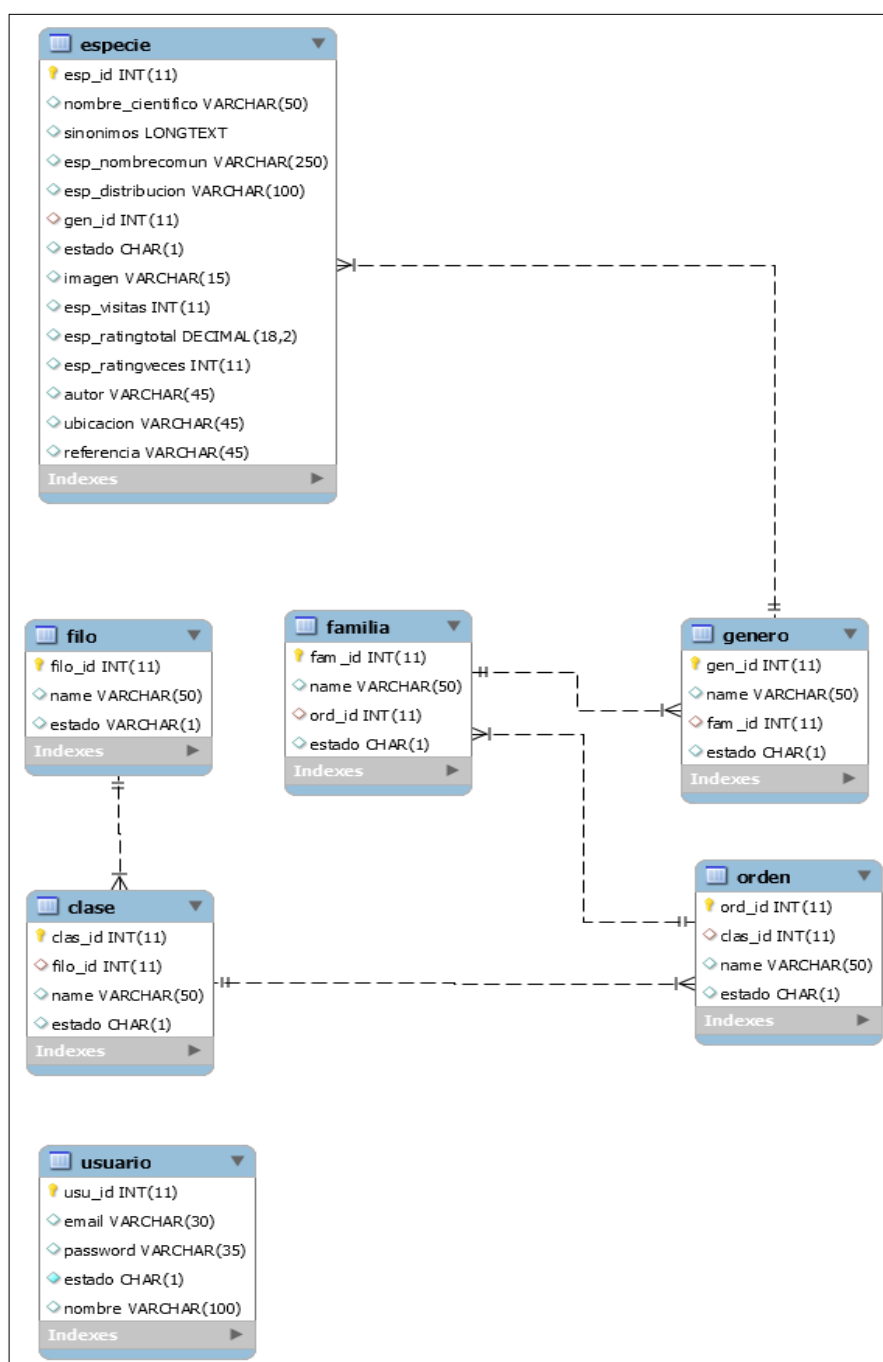 especie
esp_id INT(11)
nombre_cientifico VARCHAR(50)
sinonimos LONGTEXT
esp_nombrecomun VARCHAR(250)
esp_distribucion VARCHAR(100)
gen_id INT(11)
estado CHAR(1)
imagen VARCHAR(15)
esp_visitas INT(11)
esp_ratingtotal DECIMAL(18,2)
esp_ratingveces INT(11)
autor VARCHAR(45)
ubicacion VARCHAR(45)
referencia VARCHAR(45)
Indexes
filo
filo_id INT(11)
name VARCHAR(50)
estado VARCHAR(1)
Indexes
familia
fam_id INT(11)
name VARCHAR(50)
ord_id INT(11)
estado CHAR(1)
Indexes
genero
gen_id INT(11)
name VARCHAR(50)
fam_id INT(11)
estado CHAR(1)
Indexes
clase
clas_id INT(11)
filo_id INT(11)
name VARCHAR(50)
estado CHAR(1)
Indexes
orden
ord_id INT(11)
clas_id INT(11)
name VARCHAR(50)
estado CHAR(1)
Indexes
usuario
usu_id INT(11)
email VARCHAR(30)
password VARCHAR(35)
estado CHAR(1)
nombre VARCHAR(100)
Indexes